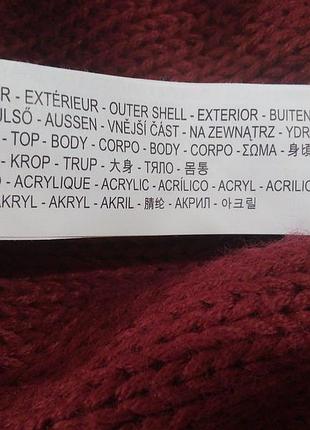 R - EXTÉRIEUR - OUTER SHELL - EXTERIOR - BUITEN
ÜLSŐ - AUSSEN - VNĚJŠÍ ČÁST - NA ZEWNĄTRZ - YDR
- TOP - BODY - CORPO - BODY - CORPO - ΣΩΜΑ - 身頃
- KROP - TRUP - 大身 - ТЯЛО - 몸통
O - ACRYLIQUE - ACRYLIC - ACRÍLICO - ACRYL - ACRILIC
AKRYL - AKRYL - AKRIL - 腈纶 - АКРИЛ - 아크릴